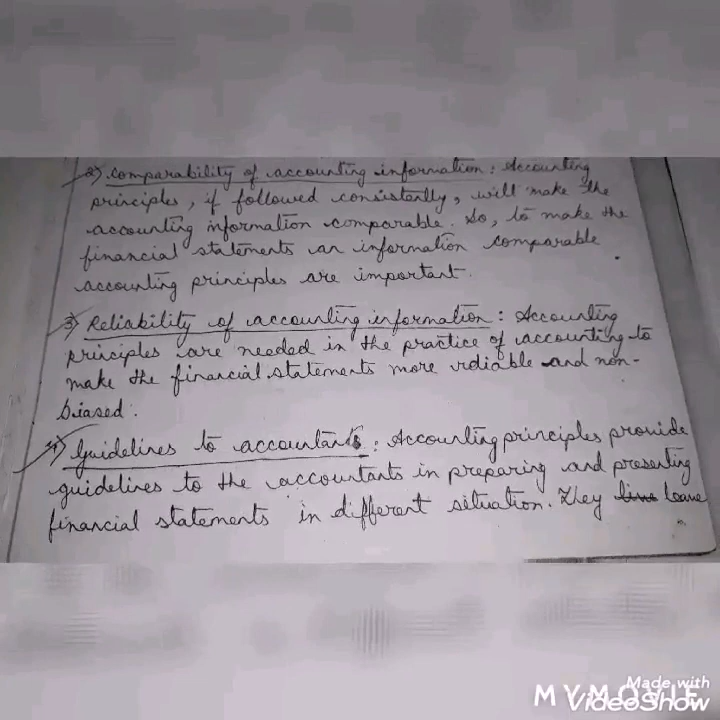 2) Comparability of accounting information : Accounting
principles, if followed consistantly, will make the
accounting information comparable. So, to make the
financial statements an information comparable
accounting principles are important.
3) Reliability of accounting information : Accounting
principles are needed in the practice of accounting to
make the financial statements more reliable and non-
biased.
4) Guidelines to accountants : Accounting principles provide
guidelines to the accountants in preparing and presenting
financial statements in different situation. They leave
Made with
MYMOVIE
VideoShow